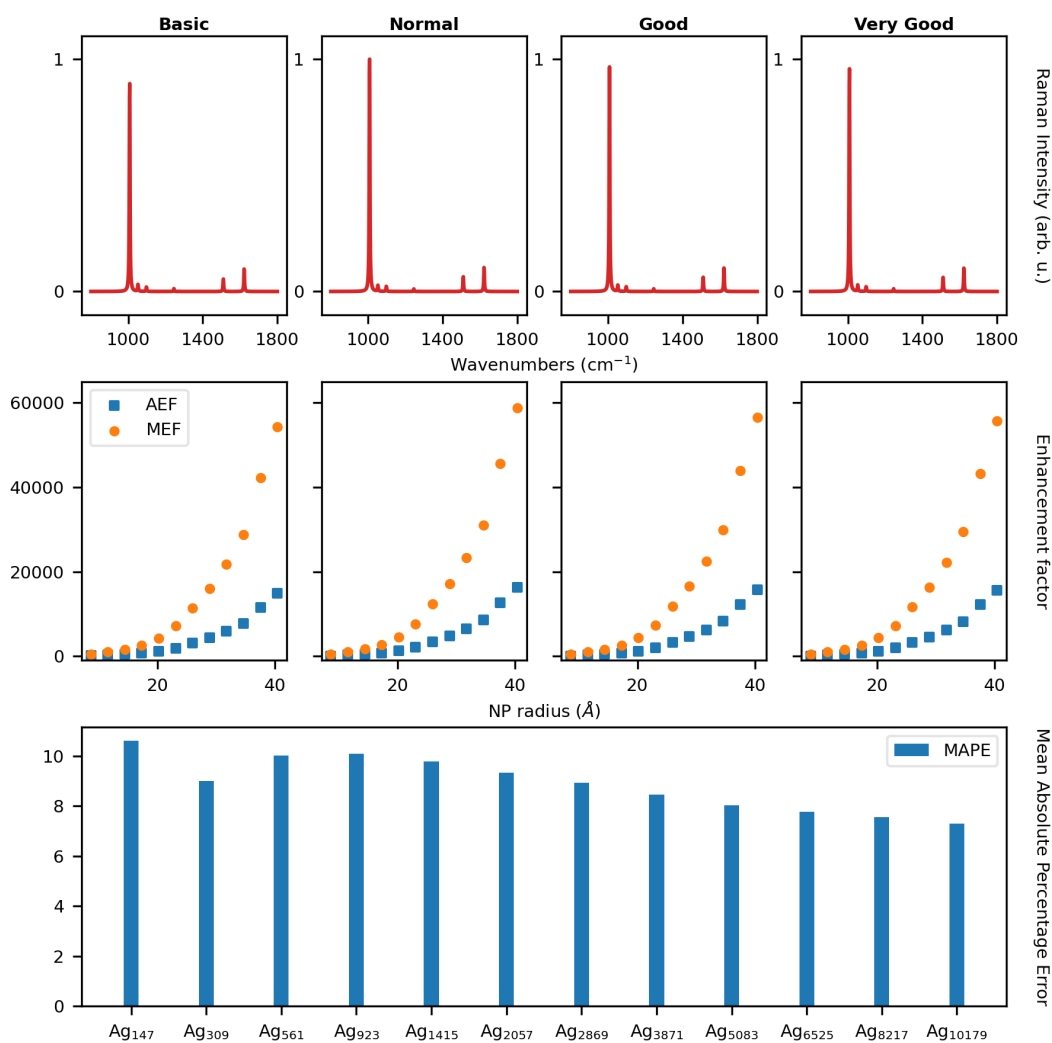 Basic Normal Good Very Good
1 1 1 1
0 0 0 0
1000 1400 1800 1000 1400 1800 1000 1400 1800 1000 1400 1800
Wavenumbers (cm⁻¹)
Raman Intensity (arb. u.)
AEF
MEF
60000
40000
20000
0
20 40 20 40 20 40 20 40
NP radius (Å)
Enhancement factor
MAPE
10
8
6
4
2
0
Ag₁₄₇ Ag₃₀₉ Ag₅₆₁ Ag₉₂₃ Ag₁₄₁₅ Ag₂₀₅₇ Ag₂₈₆₉ Ag₃₈₇₁ Ag₅₀₈₃ Ag₆₅₂₅ Ag₈₂₁₇ Ag₁₀₁₇₉
Mean Absolute Percentage Error